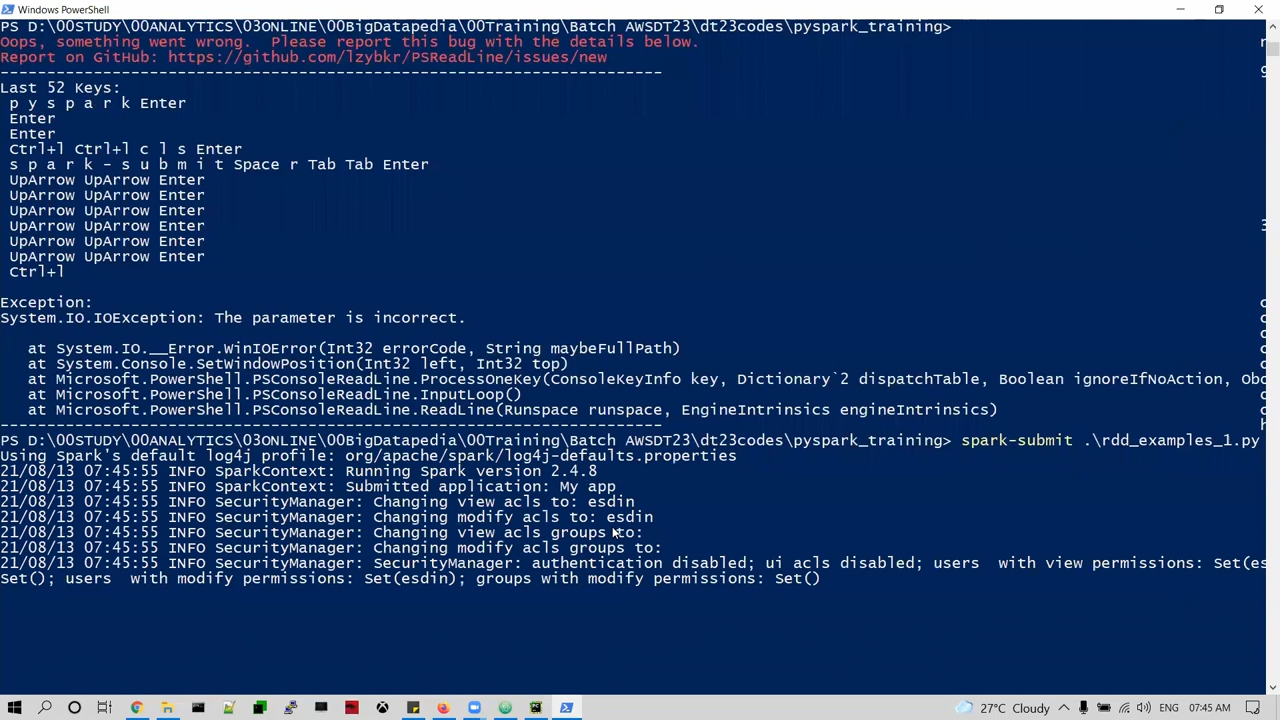 Windows PowerShell
PS D:\00STUDY\00ANALYTICS\03ONLINE\00BigDatapedia\00Training\Batch AWSDT23\dt23codes\pyspark_training>
Oops, something went wrong.  Please report this bug with the details below.
Report on GitHub: https://github.com/lzybkr/PSReadLine/issues/new
-----------------------------------------------------------------------
Last 52 Keys:
p y s p a r k Enter
Enter
Enter
Ctrl+l Ctrl+l c l s Enter
s p a r k - s u b m i t Space r Tab Tab Enter
UpArrow UpArrow Enter
UpArrow UpArrow Enter
UpArrow UpArrow Enter
UpArrow UpArrow Enter
UpArrow UpArrow Enter
UpArrow UpArrow Enter
Ctrl+l
Exception:
System.IO.IOException: The parameter is incorrect.
at System.IO.__Error.WinIOError(Int32 errorCode, String maybeFullPath)
at System.Console.SetWindowPosition(Int32 left, Int32 top)
at Microsoft.PowerShell.PSConsoleReadLine.ProcessOneKey(ConsoleKeyInfo key, Dictionary`2 dispatchTable, Boolean ignoreIfNoAction, Ob
at Microsoft.PowerShell.PSConsoleReadLine.InputLoop()
at Microsoft.PowerShell.PSConsoleReadLine.ReadLine(Runspace runspace, EngineIntrinsics engineIntrinsics)
-----------------------------------------------------------------------
PS D:\00STUDY\00ANALYTICS\03ONLINE\00BigDatapedia\00Training\Batch AWSDT23\dt23codes\pyspark_training> spark-submit .\rdd_examples_1.py
Using Spark's default log4j profile: org/apache/spark/log4j-defaults.properties
21/08/13 07:45:55 INFO SparkContext: Running Spark version 2.4.8
21/08/13 07:45:55 INFO SparkContext: Submitted application: My app
21/08/13 07:45:55 INFO SecurityManager: Changing view acls to: esdin
21/08/13 07:45:55 INFO SecurityManager: Changing modify acls to: esdin
21/08/13 07:45:55 INFO SecurityManager: Changing view acls groups to:
21/08/13 07:45:55 INFO SecurityManager: Changing modify acls groups to:
21/08/13 07:45:55 INFO SecurityManager: SecurityManager: authentication disabled; ui acls disabled; users  with view permissions: Set(es
Set(); users  with modify permissions: Set(esdin); groups with modify permissions: Set()
27°C Cloudy ENG 07:45 AM